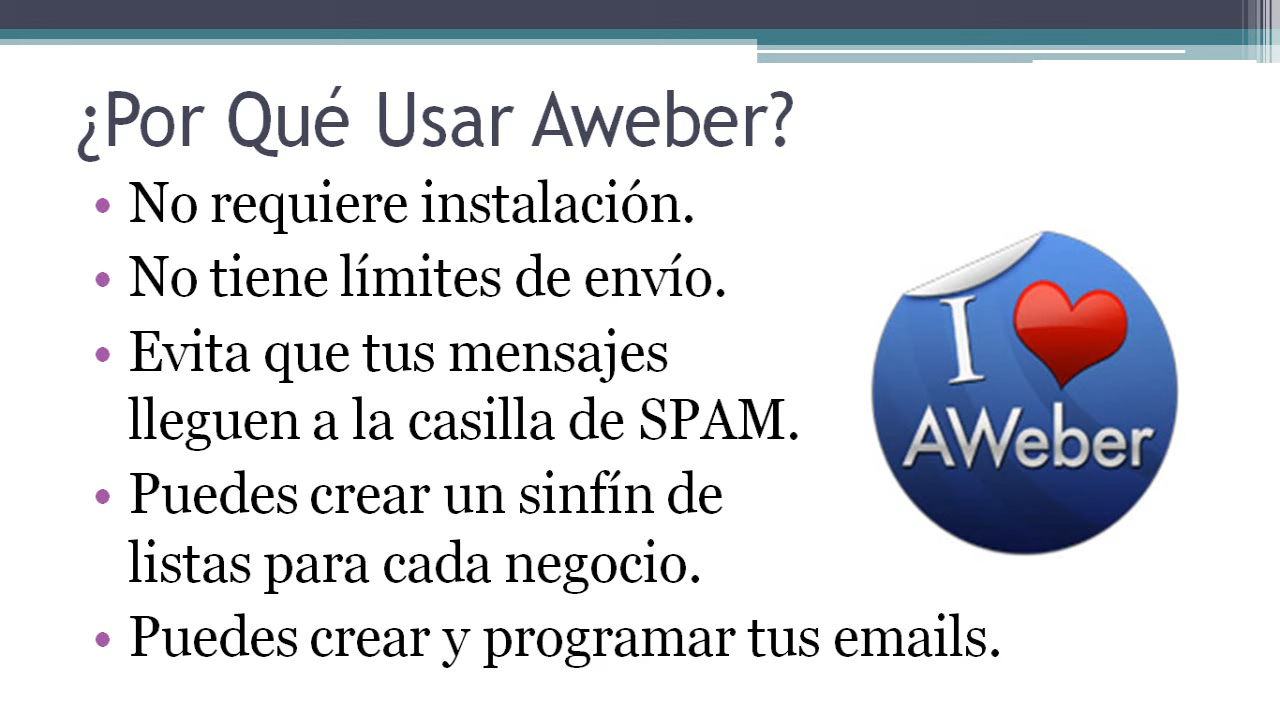 ¿Por Qué Usar Aweber?
• No requiere instalación.
• No tiene límites de envío.
• Evita que tus mensajes
lleguen a la casilla de SPAM.
• Puedes crear un sinfín de
listas para cada negocio.
• Puedes crear y programar tus emails.
I ❤
AWeber